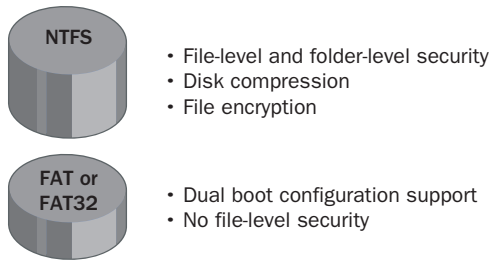 NTFS
• File-level and folder-level security
• Disk compression
• File encryption
FAT or
FAT32
• Dual boot configuration support
• No file-level security